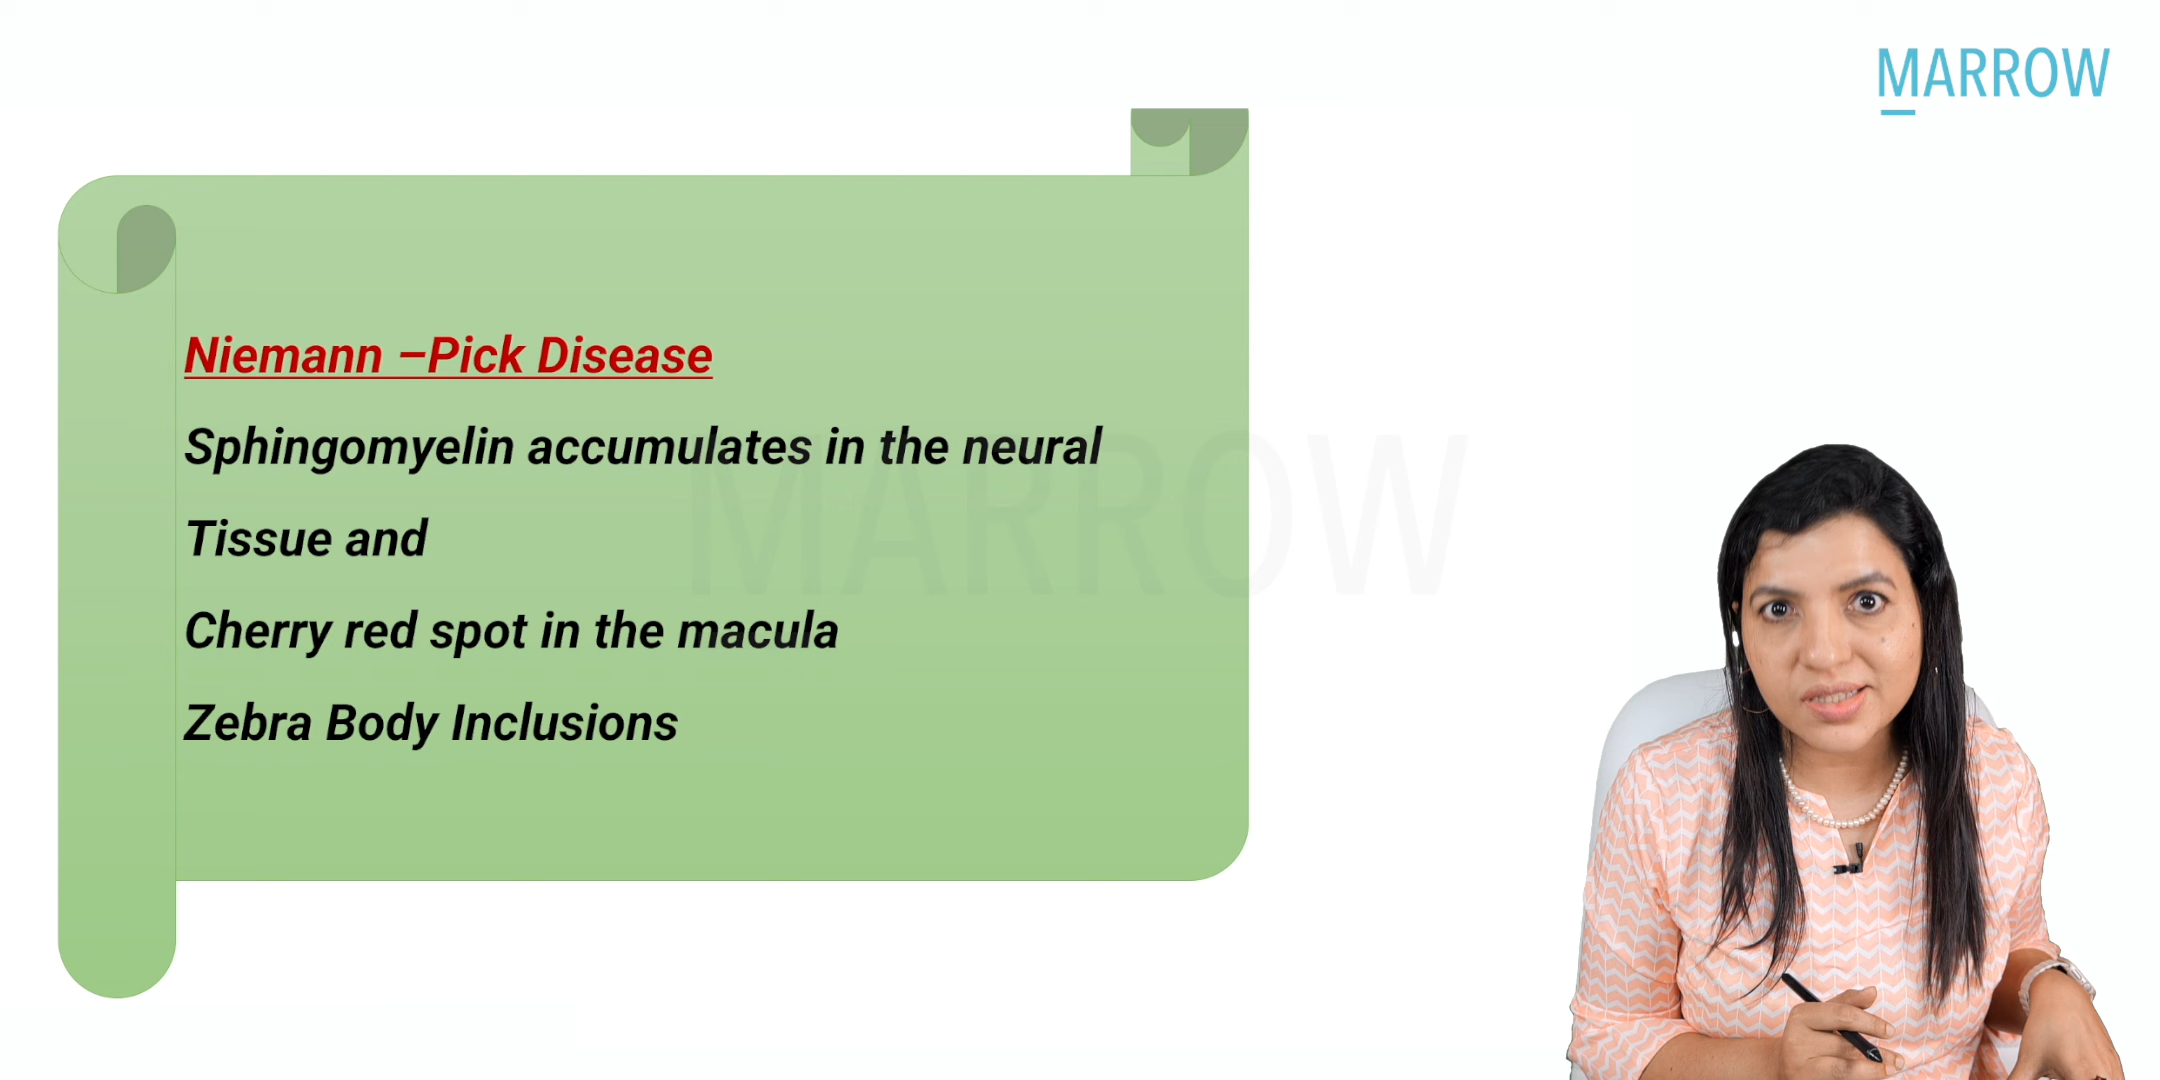 MARROW
Niemann –Pick Disease
Sphingomyelin accumulates in the neural
Tissue and
Cherry red spot in the macula
Zebra Body Inclusions
MARROW